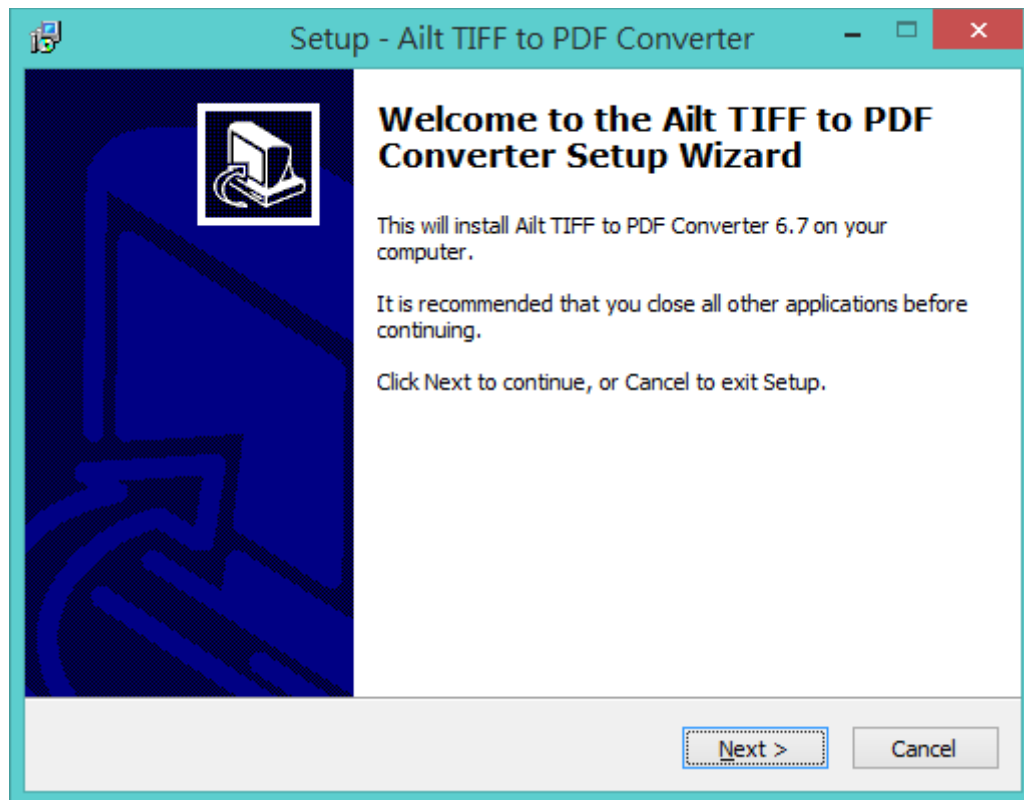 Setup - Ailt TIFF to PDF Converter
Welcome to the Ailt TIFF to PDF
Converter Setup Wizard
This will install Ailt TIFF to PDF Converter 6.7 on your
computer.
It is recommended that you close all other applications before
continuing.
Click Next to continue, or Cancel to exit Setup.
Next >
Cancel